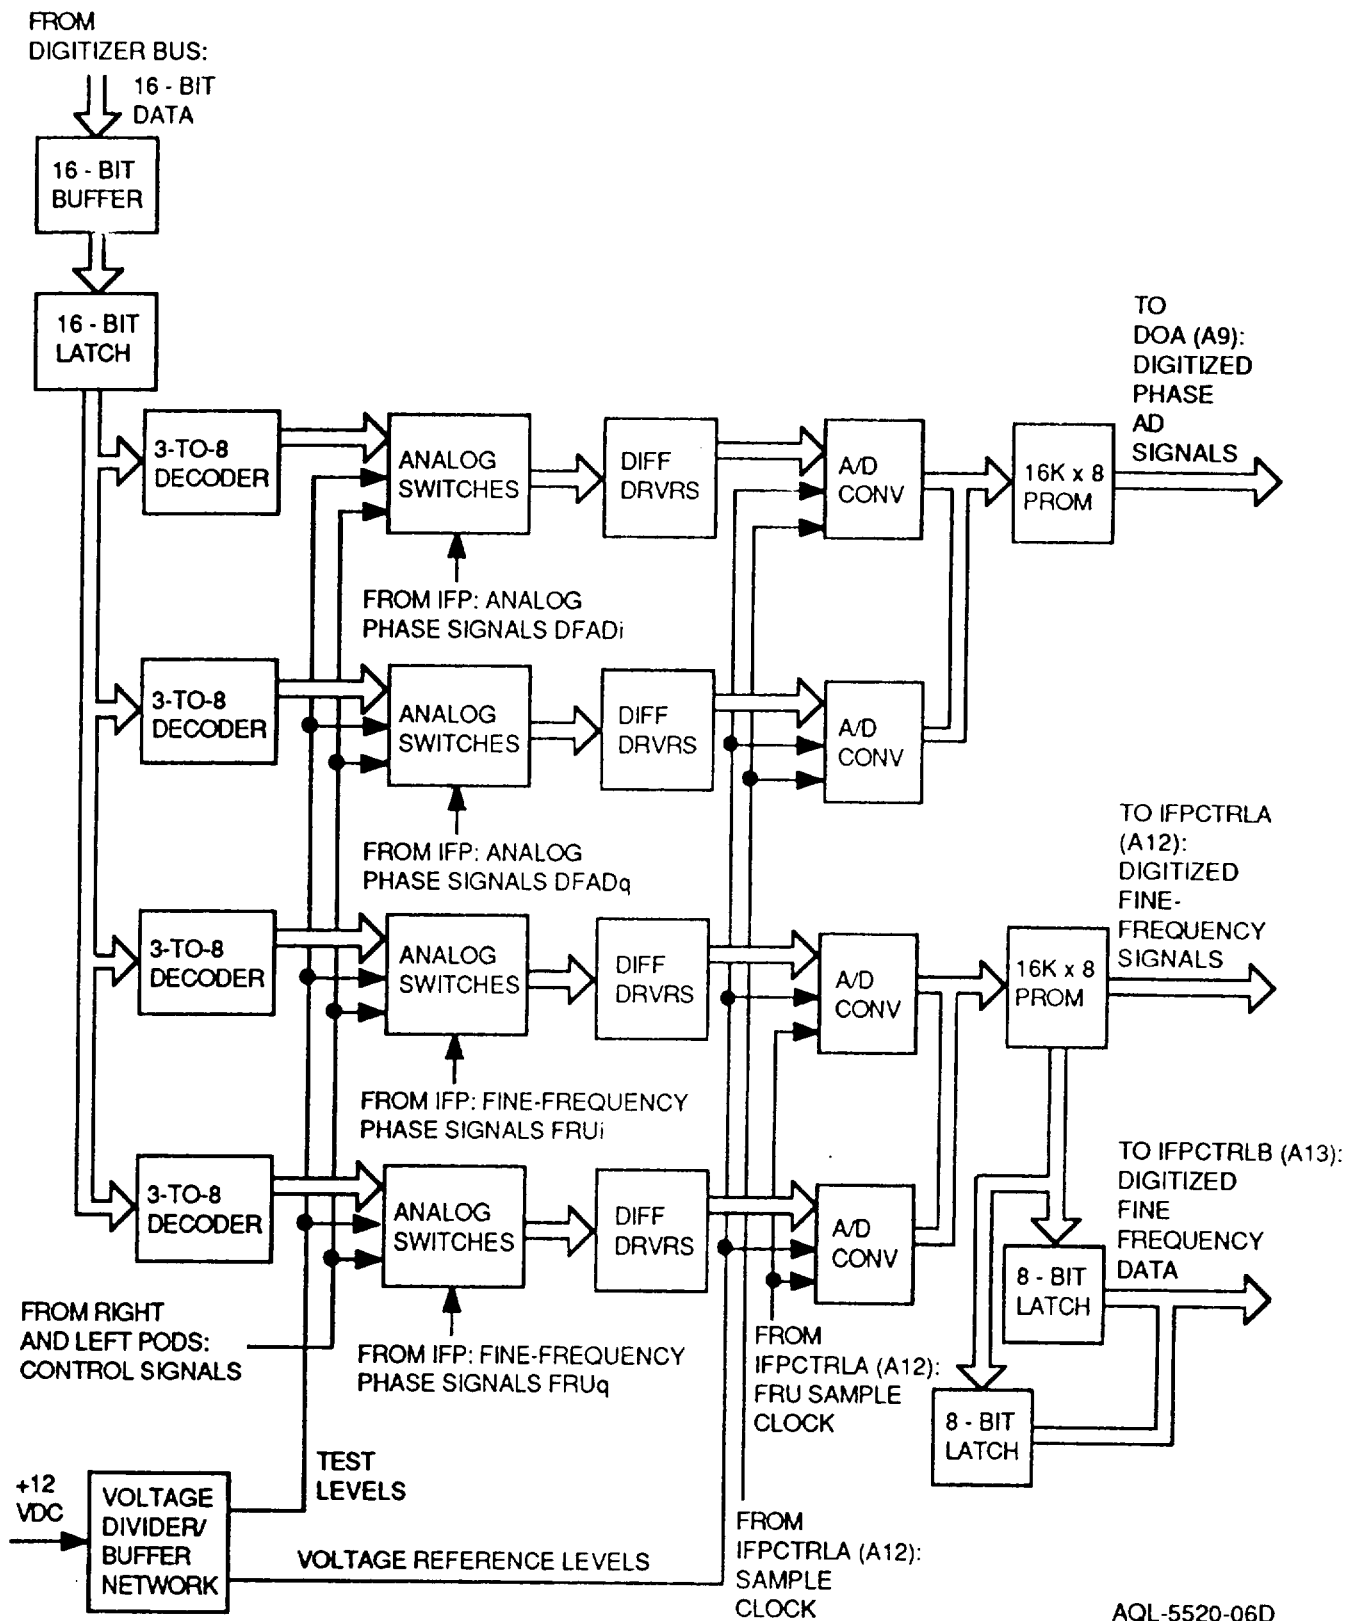 FROM
DIGITIZER BUS:
16 - BIT
DATA
16 - BIT
BUFFER
16 - BIT
LATCH
TO
DOA (A9):
DIGITIZED
PHASE
AD
SIGNALS
3-TO-8
DECODER
ANALOG
SWITCHES
DIFF
DRVRS
A/D
CONV
16K x 8
PROM
FROM IFP: ANALOG
PHASE SIGNALS DFADi
3-TO-8
DECODER
ANALOG
SWITCHES
DIFF
DRVRS
A/D
CONV
FROM IFP: ANALOG
PHASE SIGNALS DFADq
TO IFPCTRLA
(A12):
DIGITIZED
FINE-
FREQUENCY
SIGNALS
3-TO-8
DECODER
ANALOG
SWITCHES
DIFF
DRVRS
A/D
CONV
16K x 8
PROM
FROM IFP: FINE-FREQUENCY
PHASE SIGNALS FRUi
TO IFPCTRLB (A13):
DIGITIZED
FINE
FREQUENCY
DATA
3-TO-8
DECODER
ANALOG
SWITCHES
DIFF
DRVRS
A/D
CONV
8 - BIT
LATCH
FROM RIGHT
AND LEFT PODS:
CONTROL SIGNALS
FROM IFP: FINE-FREQUENCY
PHASE SIGNALS FRUq
FROM
IFPCTRLA (A12):
FRU SAMPLE
CLOCK
8 - BIT
LATCH
TEST
LEVELS
+12
VDC
VOLTAGE
DIVIDER/
BUFFER
NETWORK
VOLTAGE REFERENCE LEVELS
FROM
IFPCTRLA (A12):
SAMPLE
CLOCK
AQL-5520-06D